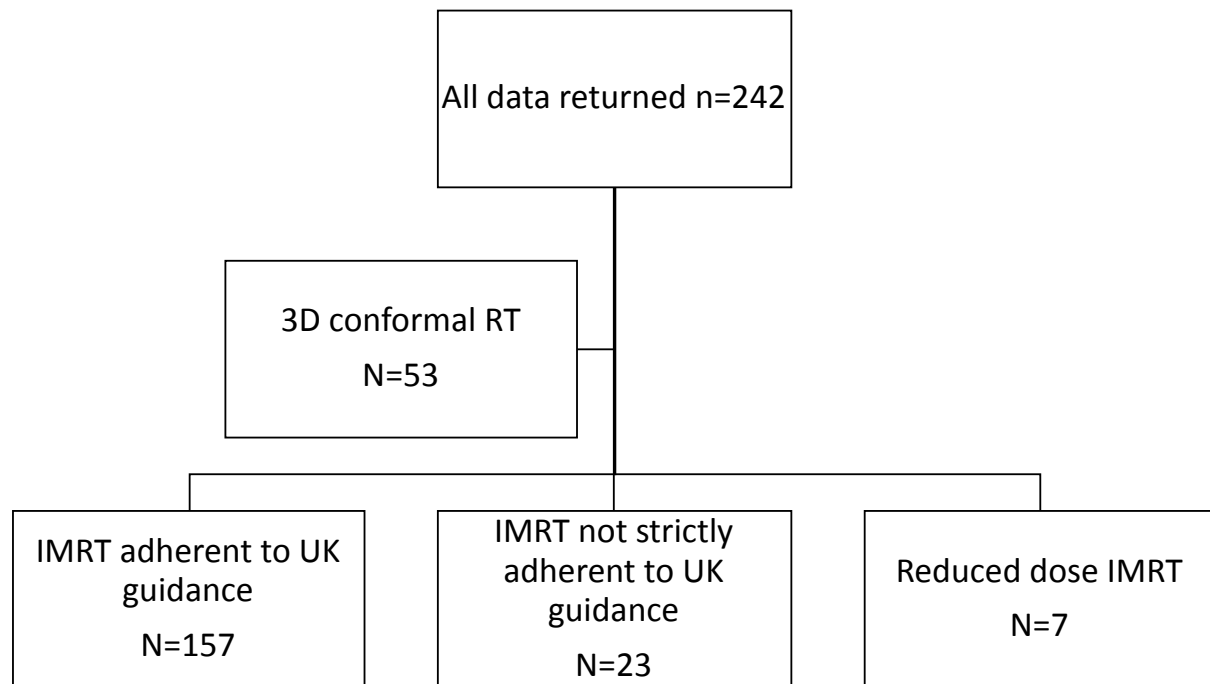 All data returned n=242
3D conformal RT
N=53
IMRT adherent to UK
guidance
N=157
IMRT not strictly
adherent to UK
guidance
N=23
Reduced dose IMRT
N=7